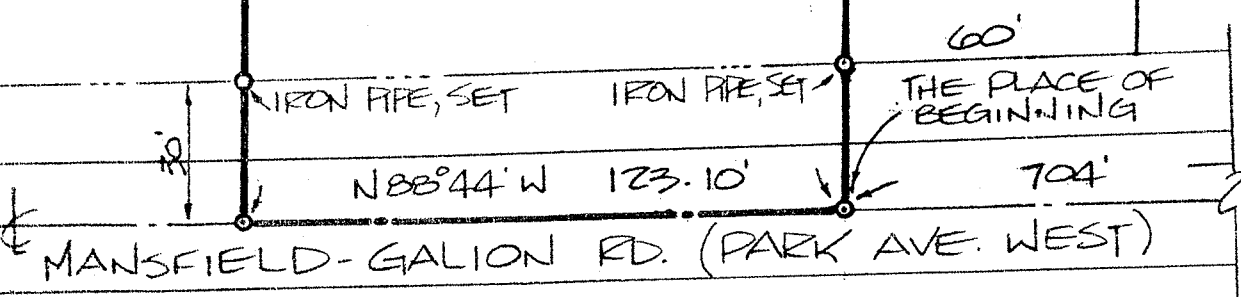 60'
IRON PIPE, SET
IRON PIPE, SET
THE PLACE OF
BEGINNING
N 88°44' W 123.10'
704'
MANSFIELD-GALION RD. (PARK AVE. WEST)